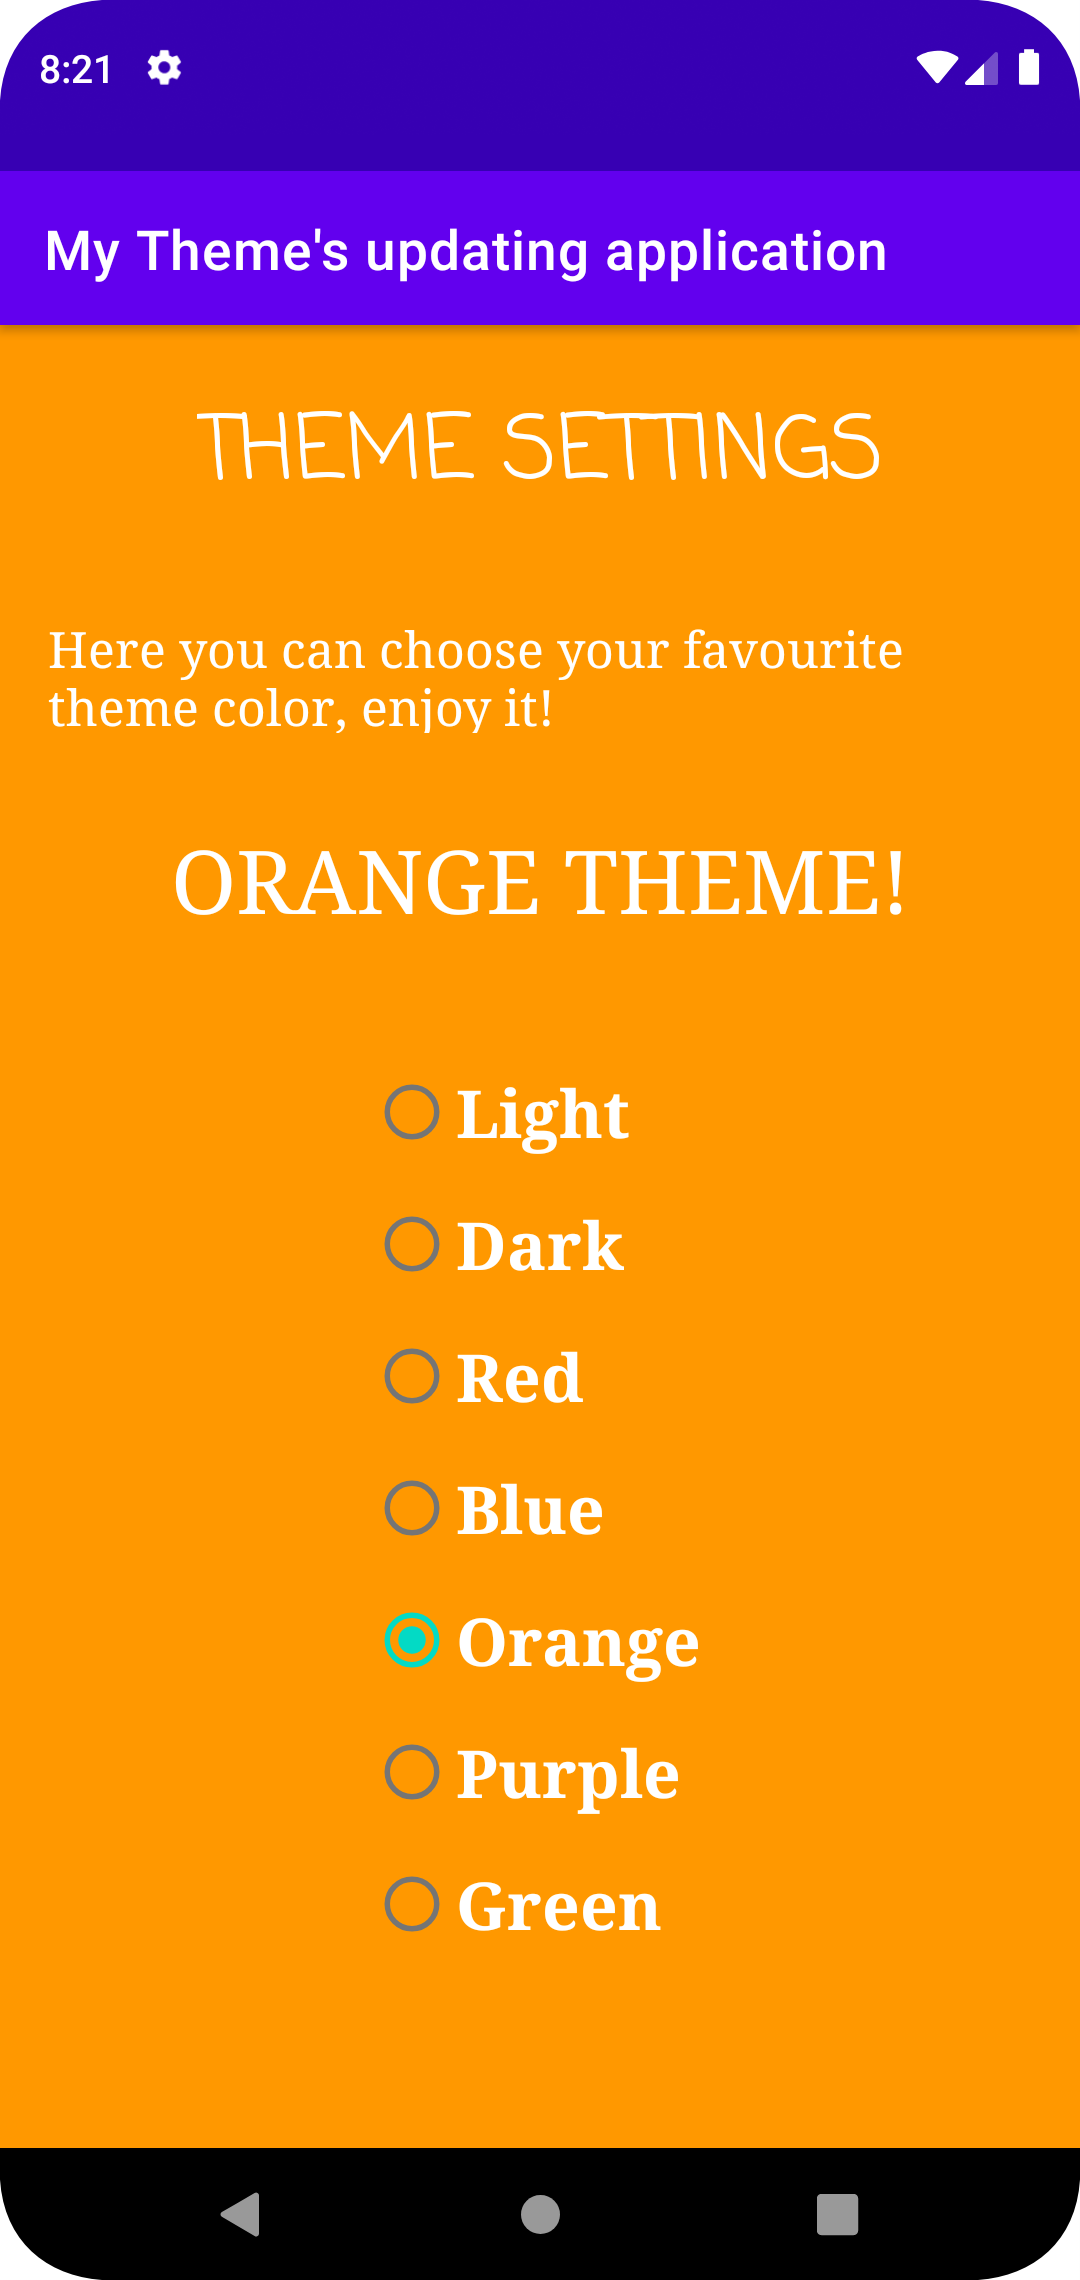 8:21
My Theme's updating application
THEME SETTINGS
Here you can choose your favourite
theme color, enjoy it!
ORANGE THEME!
Light
Dark
Red
Blue
Orange
Purple
Green